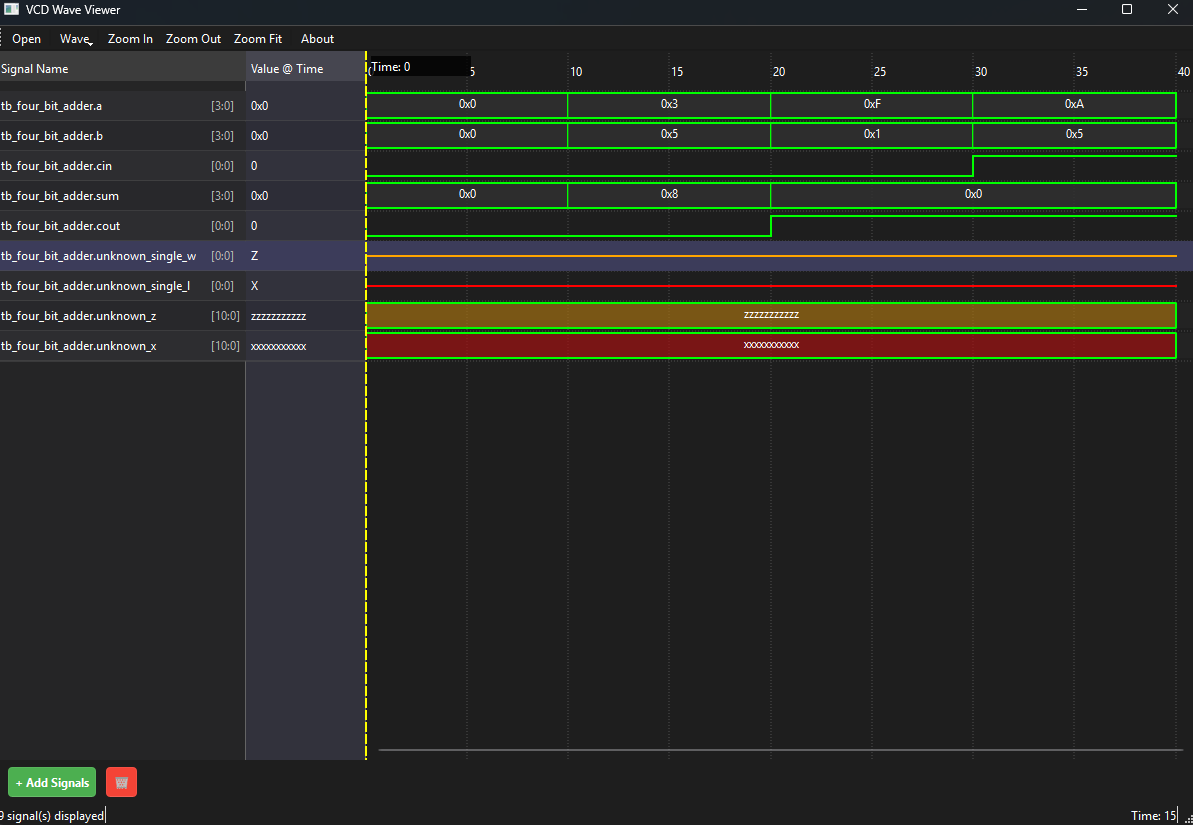 VCD Wave Viewer
Open Wave Zoom In Zoom Out Zoom Fit About
Signal Name Value @ Time Time: 0 5 10 15 20 25 30 35 40
tb_four_bit_adder.a [3:0] 0x0 0x0 0x3 0xF 0xA
tb_four_bit_adder.b [3:0] 0x0 0x0 0x5 0x1 0x5
tb_four_bit_adder.cin [0:0] 0
tb_four_bit_adder.sum [3:0] 0x0 0x0 0x8 0x0
tb_four_bit_adder.cout [0:0] 0
tb_four_bit_adder.unknown_single_w [0:0] Z
tb_four_bit_adder.unknown_single_l [0:0] X
tb_four_bit_adder.unknown_z [10:0] zzzzzzzzzzz zzzzzzzzzzz
tb_four_bit_adder.unknown_x [10:0] xxxxxxxxxxx xxxxxxxxxxx
+ Add Signals
9 signal(s) displayed Time: 15